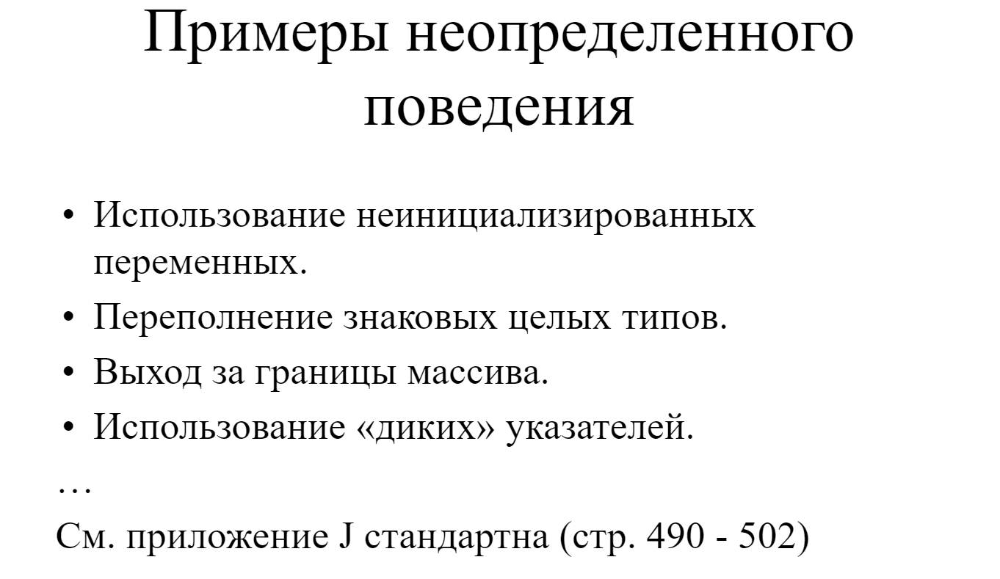 Примеры неопределенного
поведения
• Использование неинициализированных
переменных.
• Переполнение знаковых целых типов.
• Выход за границы массива.
• Использование «диких» указателей.
…
См. приложение J стандартна (стр. 490 - 502)